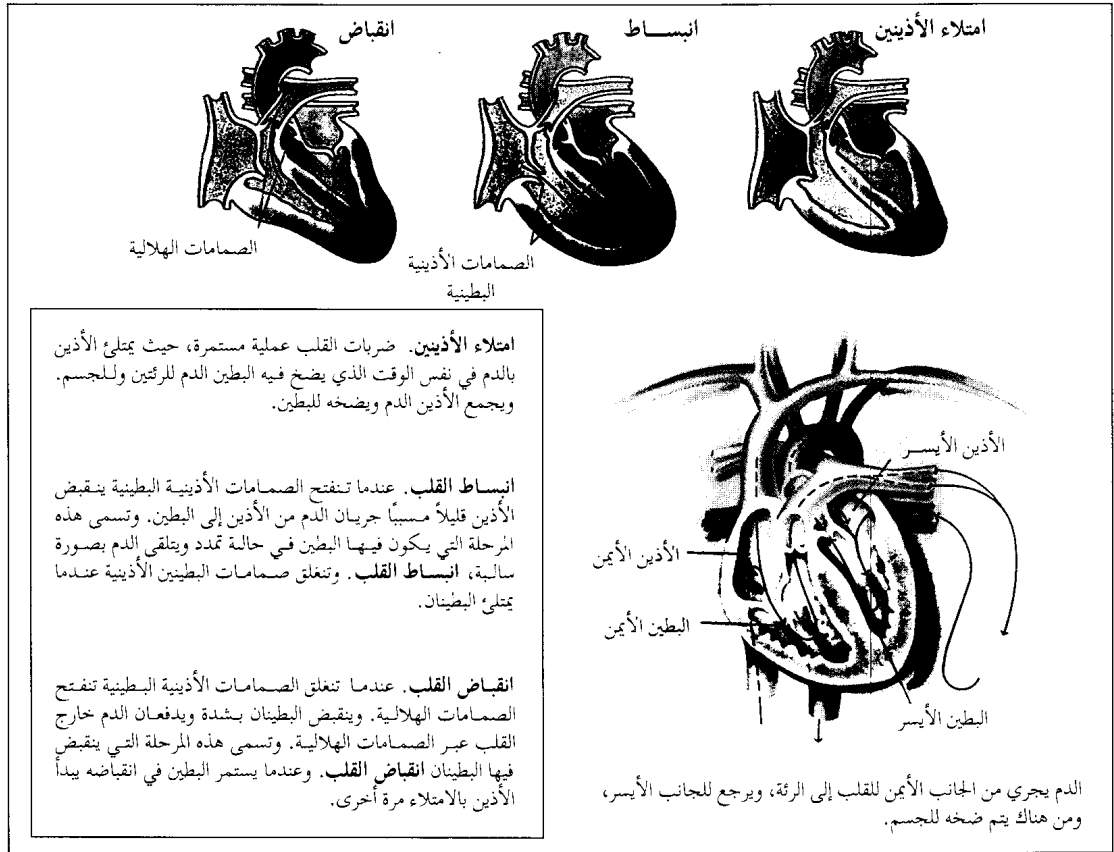 امتلاء الأذينين
انبســاط
انقباض
الصمامات الهلالية
الصمامات الأذينية
البطينية
امتلاء الأذينين. ضربات القلب عملية مستمرة، حيث يمتلئ الأذين
بالدم في نفس الوقت الذي يضخ فيه البطين الدم للرئتين وللجسم.
ويجمع الأذين الدم ويضخه للبطين.
انبساط القلب. عندما تنفتح الصمامات الأذينية البطينية ينقبض
الأذين قليلاً مسببًا جريان الدم من الأذين إلى البطين. وتسمى هذه
المرحلة التي يكون فيها البطين في حالة تمدد ويتلقى الدم بصورة
سالبة، انبساط القلب. وتنغلق صمامات البطينين الأذينية عندما
يمتلئ البطينان.
انقباض القلب. عندما تنغلق الصمامات الأذينية البطينية تنفتح
الصمامات الهلالية. وينقبض البطينان بشدة ويدفعان الدم خارج
القلب عبر الصمامات الهلالية. وتسمى هذه المرحلة التي ينقبض
فيها البطينان انقباض القلب. وعندما يستمر البطين في انقباضه يبدأ
الأذين بالامتلاء مرة أخرى.
الأذين الأيســر
الأذين الأيمن
البطين الأيمن
البطين الأيسر
الدم يجري من الجانب الأيمن للقلب إلى الرئة، ويرجع للجانب الأيسر،
ومن هناك يتم ضخه للجسم.